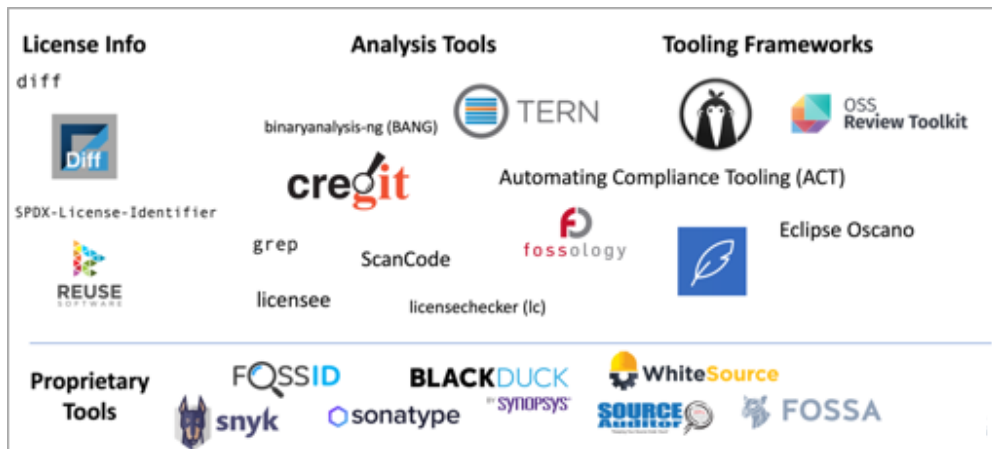 License Info
Analysis Tools
Tooling Frameworks
diff
Diff
SPDX-License-Identifier
REUSE
SOFTWARE
TERN
binaryanalysis-ng (BANG)
cregit
grep
ScanCode
fossology
licensee
licensechecker (lc)
OSS
Review Toolkit
Automating Compliance Tooling (ACT)
Eclipse Oscano
Proprietary
Tools
FOSSID
BLACKDUCK
BY SYNOPSYS
WhiteSource
snyk
sonatype
SOURCE
Auditor
FOSSA